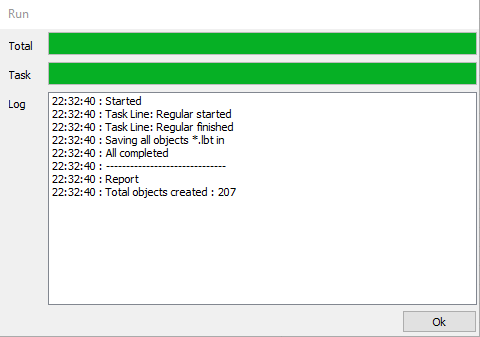 Run
Total
Task
Log
22:32:40 : Started
22:32:40 : Task Line: Regular started
22:32:40 : Task Line: Regular finished
22:32:40 : Saving all objects *.lbt in
22:32:40 : All completed
22:32:40 : ------------------------------
22:32:40 : Report
22:32:40 : Total objects created : 207
Ok